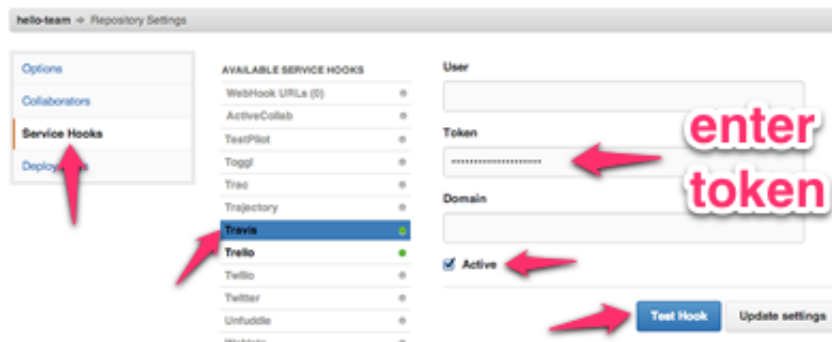 hello-team → Repository Settings
Options
Collaborators
Service Hooks
AVAILABLE SERVICE HOOKS
WebHook URLs (0)
ActiveCollab
TestPilot
Toggl
Trac
Trajectory
Travis
Trello
Twilio
Twitter
Unfuddle
User
Token
enter
token
Domain
Active
Test Hook
Update settings